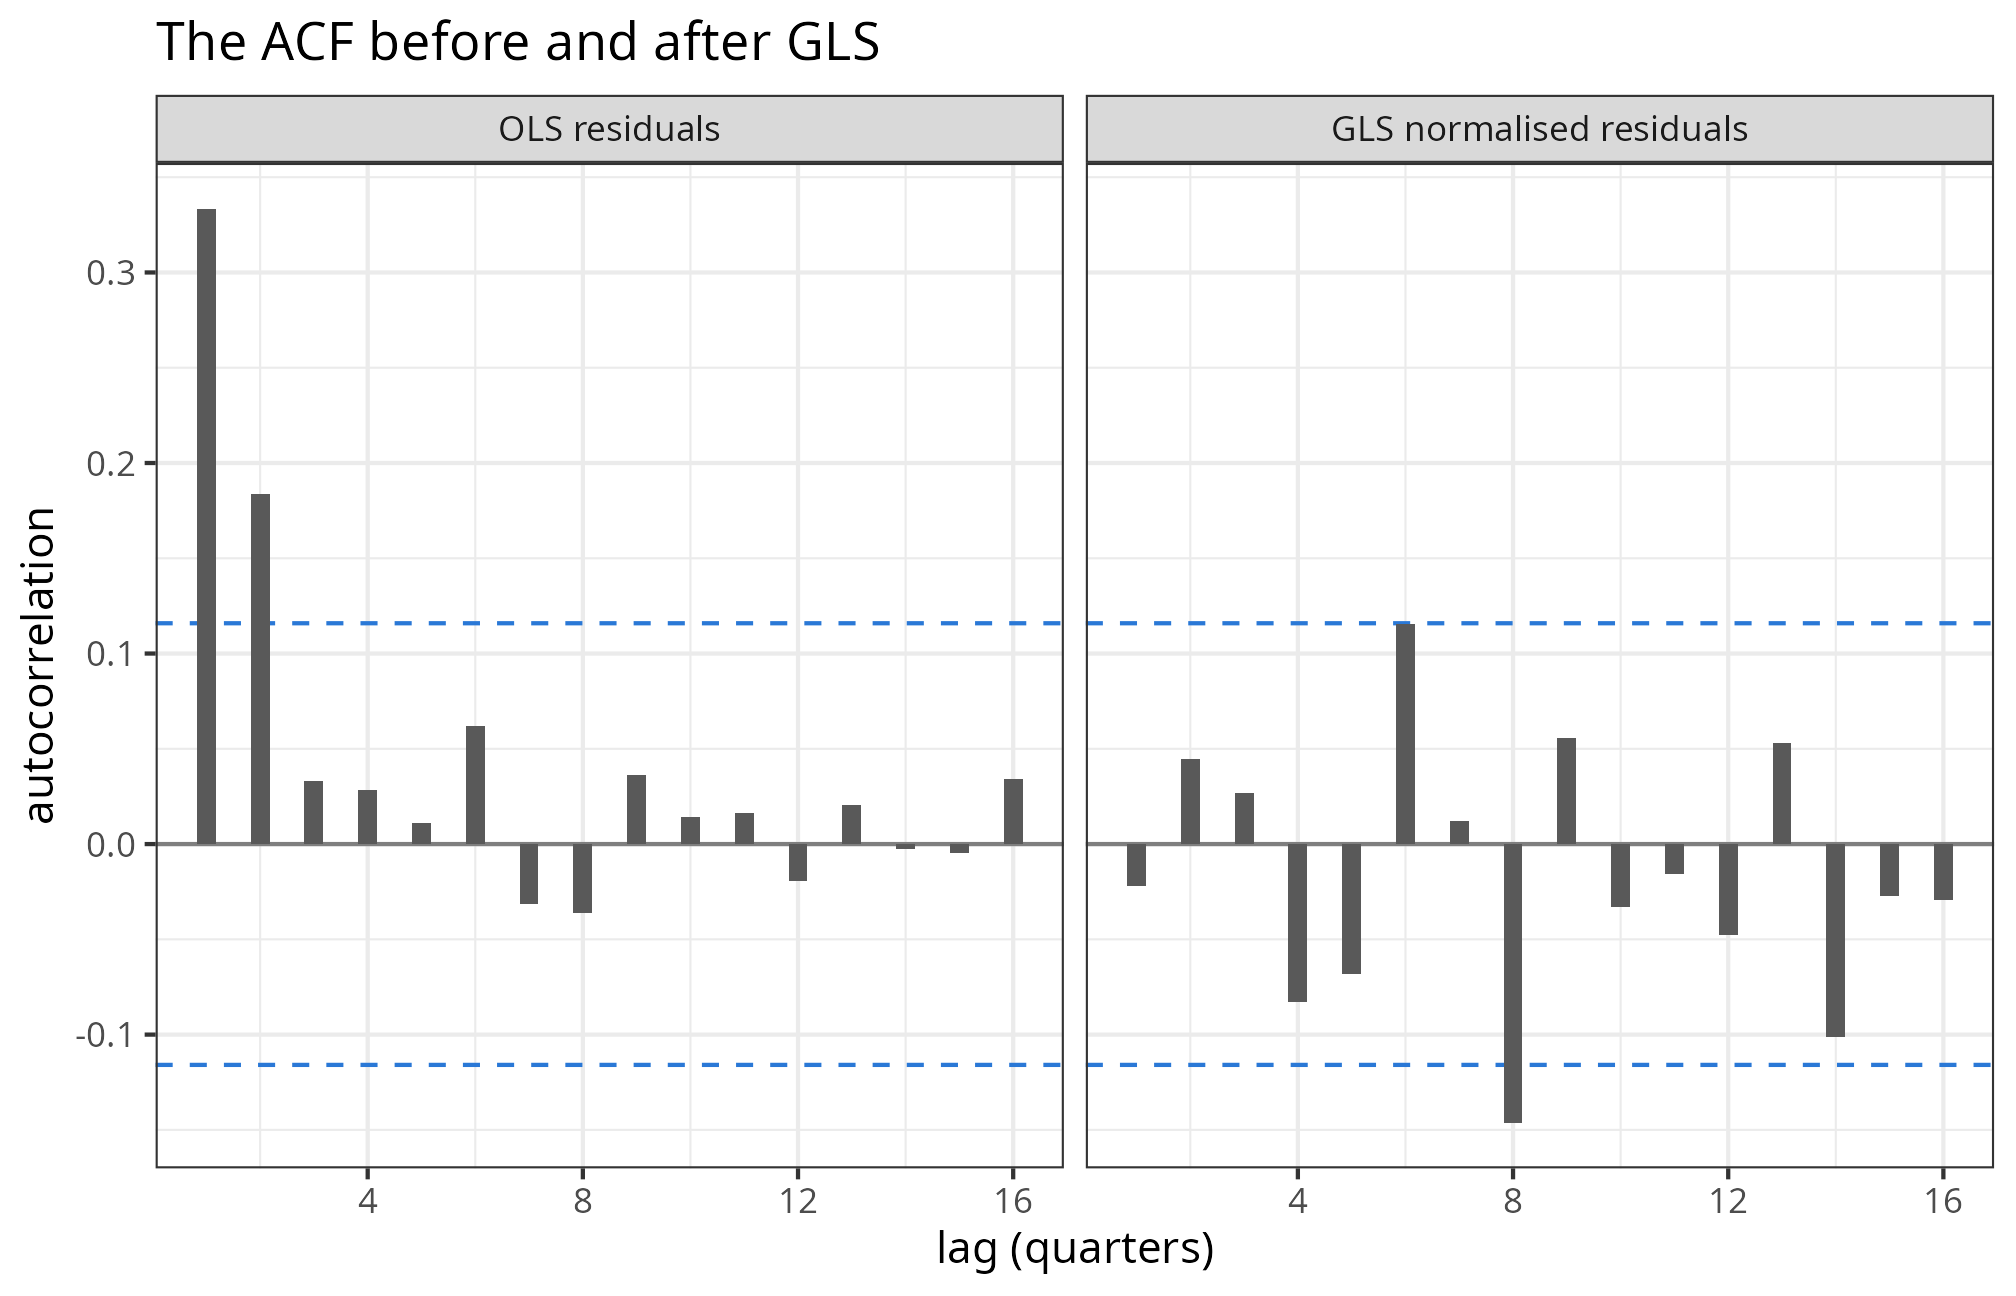 The ACF before and after GLS
OLS residuals
GLS normalised residuals
autocorrelation
0.3
0.2
0.1
0.0
-0.1
4 8 12 16
4 8 12 16
lag (quarters)